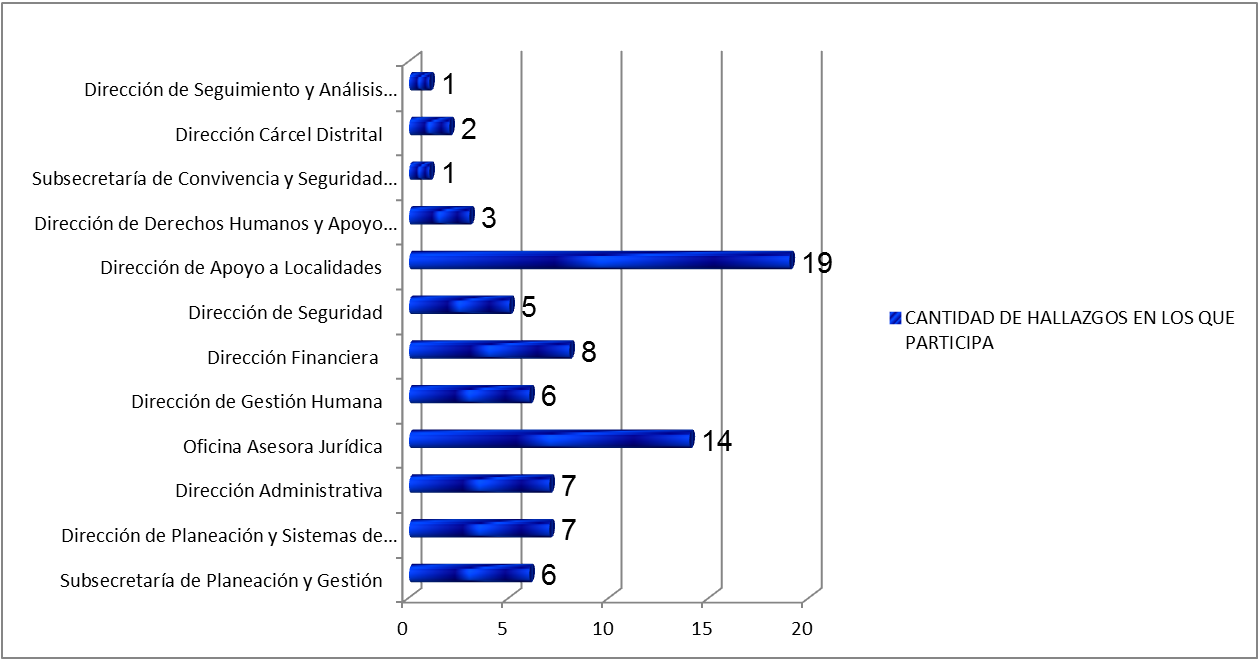 Dirección de Seguimiento y Análisis... 1
Dirección Cárcel Distrital 2
Subsecretaría de Convivencia y Seguridad... 1
Dirección de Derechos Humanos y Apoyo... 3
Dirección de Apoyo a Localidades 19
Dirección de Seguridad 5
Dirección Financiera 8
Dirección de Gestión Humana 6
Oficina Asesora Jurídica 14
Dirección Administrativa 7
Dirección de Planeación y Sistemas de... 7
Subsecretaría de Planeación y Gestión 6
0 5 10 15 20
CANTIDAD DE HALLAZGOS EN LOS QUE
PARTICIPA